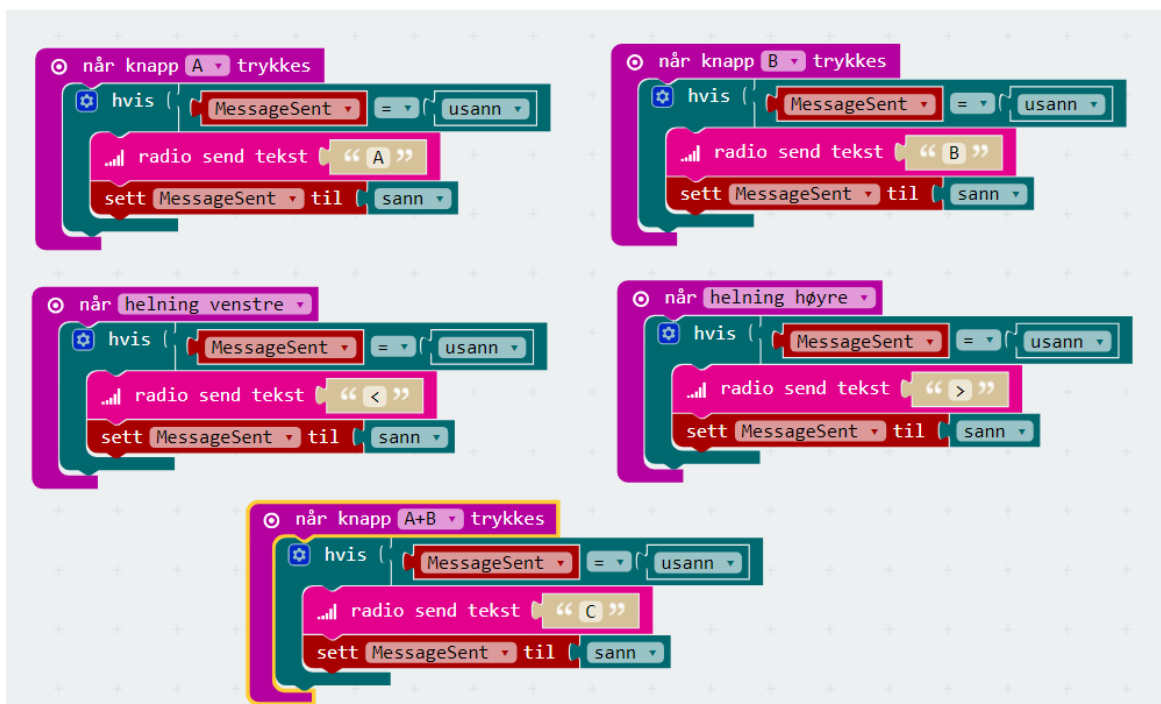 når knapp A trykkes
hvis MessageSent = usann
radio send tekst “ A ”
sett MessageSent til sann
når knapp B trykkes
hvis MessageSent = usann
radio send tekst “ B ”
sett MessageSent til sann
når helning venstre
hvis MessageSent = usann
radio send tekst “ < ”
sett MessageSent til sann
når helning høyre
hvis MessageSent = usann
radio send tekst “ > ”
sett MessageSent til sann
når knapp A+B trykkes
hvis MessageSent = usann
radio send tekst “ C ”
sett MessageSent til sann